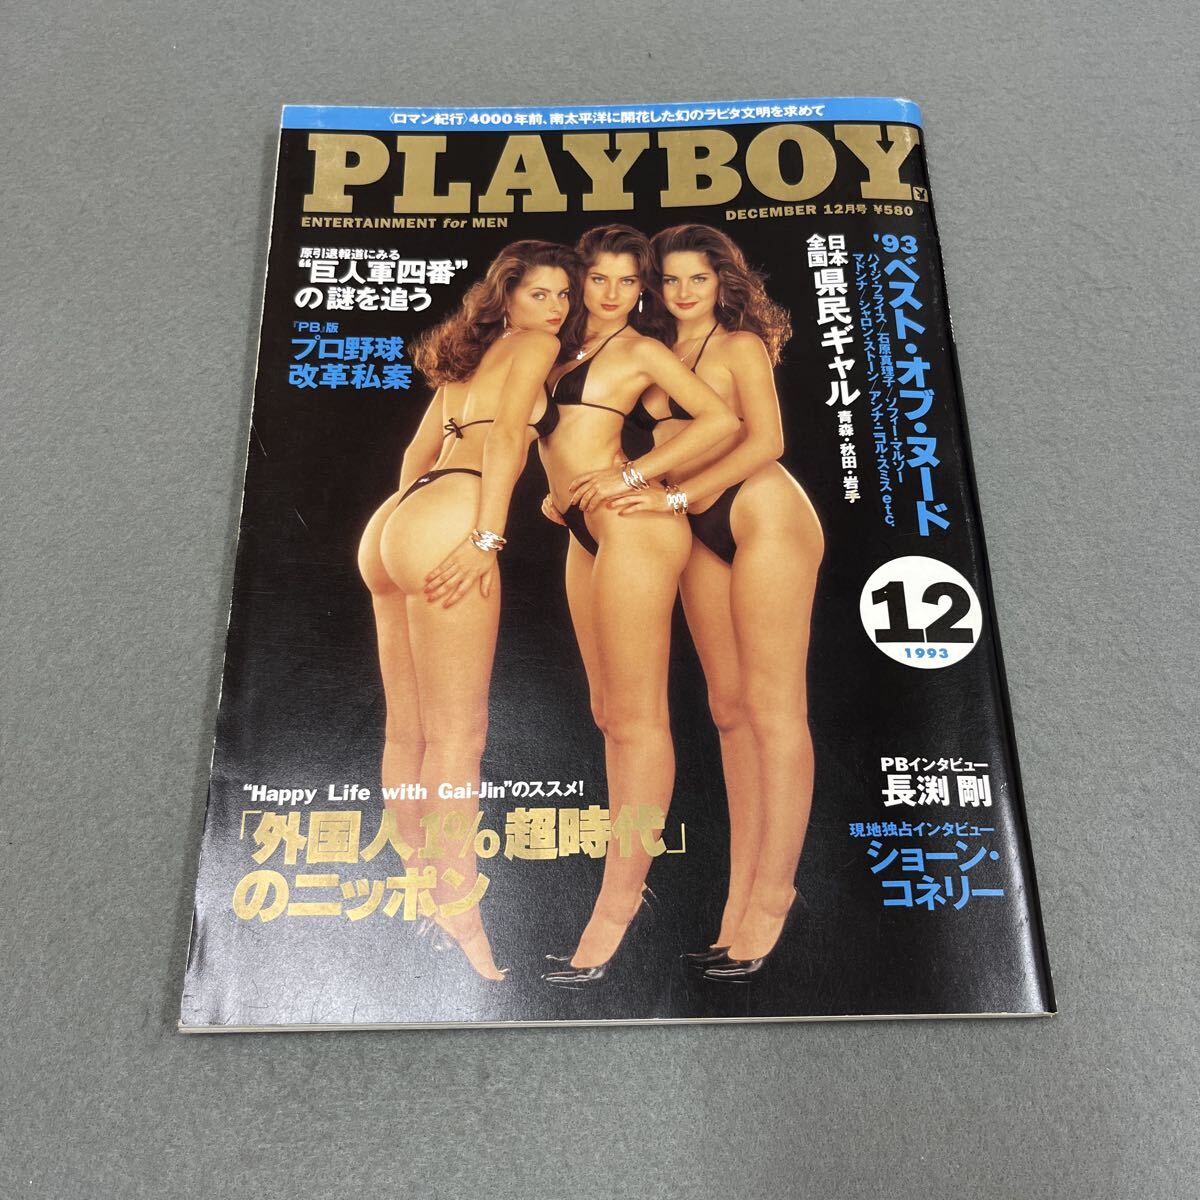 〈ロマン紀行〉4000年前、南太平洋に開花した幻のラピタ文明を求めて
PLAYBOY
ENTERTAINMENT for MEN
DECEMBER 12月号 ¥580
原引退報道にみる
“巨人軍四番”
の謎を追う
『PB』版
プロ野球
改革私案
'93ベスト・オブ・ヌード
ハイジ・フライス/石原真理子/ソフィー・マルソー
マドンナ/シャロン・ストーン/アンナ・ニコル・スミスetc.
日本全国県民ギャル 青森・秋田・岩手
12
1993
PBインタビュー
長渕 剛
現地独占インタビュー
ショーン・
コネリー
“Happy Life with Gai-Jin”のススメ!
「外国人1%超時代」
のニッポン